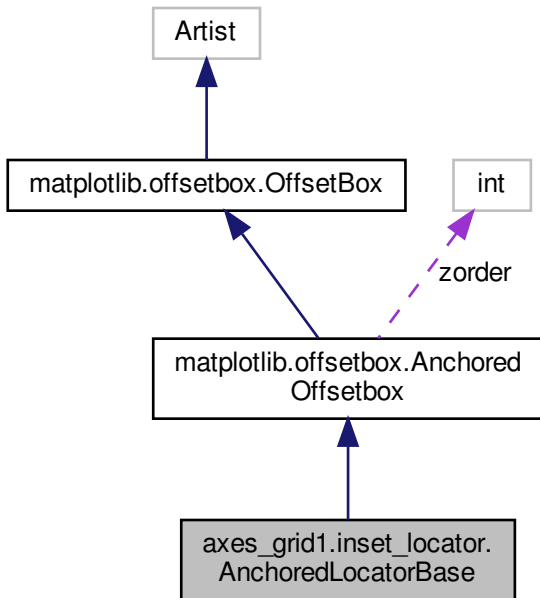 Artist
matplotlib.offsetbox.OffsetBox
int
zorder
matplotlib.offsetbox.Anchored
Offsetbox
axes_grid1.inset_locator.
AnchoredLocatorBase